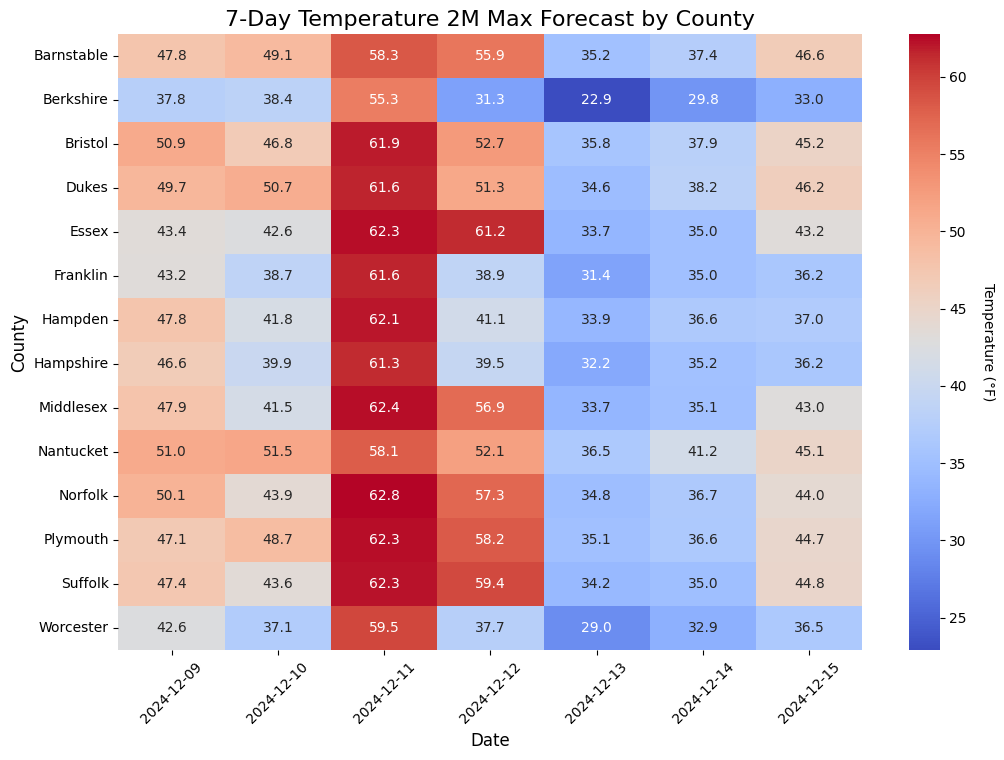 7-Day Temperature 2M Max Forecast by County
Barnstable 47.8 49.1 58.3 55.9 35.2 37.4 46.6
Berkshire 37.8 38.4 55.3 31.3 22.9 29.8 33.0
Bristol 50.9 46.8 61.9 52.7 35.8 37.9 45.2
Dukes 49.7 50.7 61.6 51.3 34.6 38.2 46.2
Essex 43.4 42.6 62.3 61.2 33.7 35.0 43.2
Franklin 43.2 38.7 61.6 38.9 31.4 35.0 36.2
Hampden 47.8 41.8 62.1 41.1 33.9 36.6 37.0
Hampshire 46.6 39.9 61.3 39.5 32.2 35.2 36.2
Middlesex 47.9 41.5 62.4 56.9 33.7 35.1 43.0
Nantucket 51.0 51.5 58.1 52.1 36.5 41.2 45.1
Norfolk 50.1 43.9 62.8 57.3 34.8 36.7 44.0
Plymouth 47.1 48.7 62.3 58.2 35.1 36.6 44.7
Suffolk 47.4 43.6 62.3 59.4 34.2 35.0 44.8
Worcester 42.6 37.1 59.5 37.7 29.0 32.9 36.5
County
2024-12-09 2024-12-10 2024-12-11 2024-12-12 2024-12-13 2024-12-14 2024-12-15
Date
60
55
50
45
40
35
30
25
Temperature (°F)